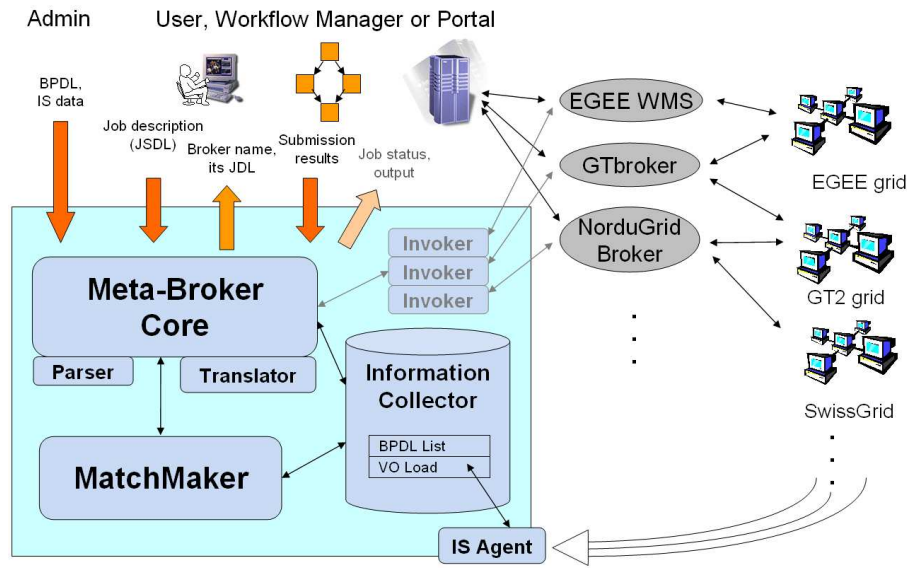 Admin
User, Workflow Manager or Portal
BPDL,
IS data
Job description
(JSDL)
Broker name,
its JDL
Submission
results
Job status,
output
EGEE WMS
GTbroker
NorduGrid
Broker
EGEE grid
GT2 grid
SwissGrid
Invoker
Invoker
Invoker
Meta-Broker
Core
Parser
Translator
Information
Collector
BPDL List
VO Load
MatchMaker
IS Agent